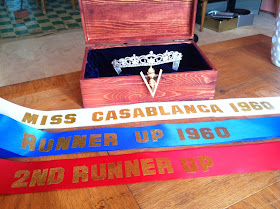 MISS CASABLANCA 1960
RUNNER UP 1960
2ND RUNNER UP